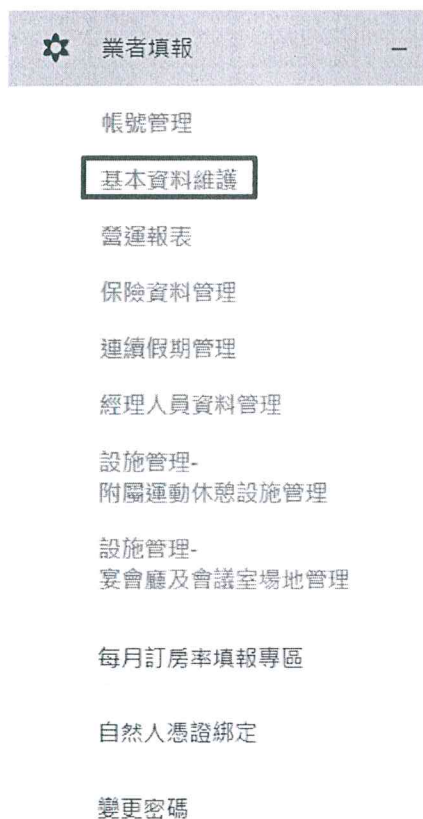 業者填報
帳號管理
基本資料維護
營運報表
保險資料管理
連續假期管理
經理人員資料管理
設施管理-
附屬運動休憩設施管理
設施管理-
宴會廳及會議室場地管理
每月訂房率填報專區
自然人憑證綁定
變更密碼